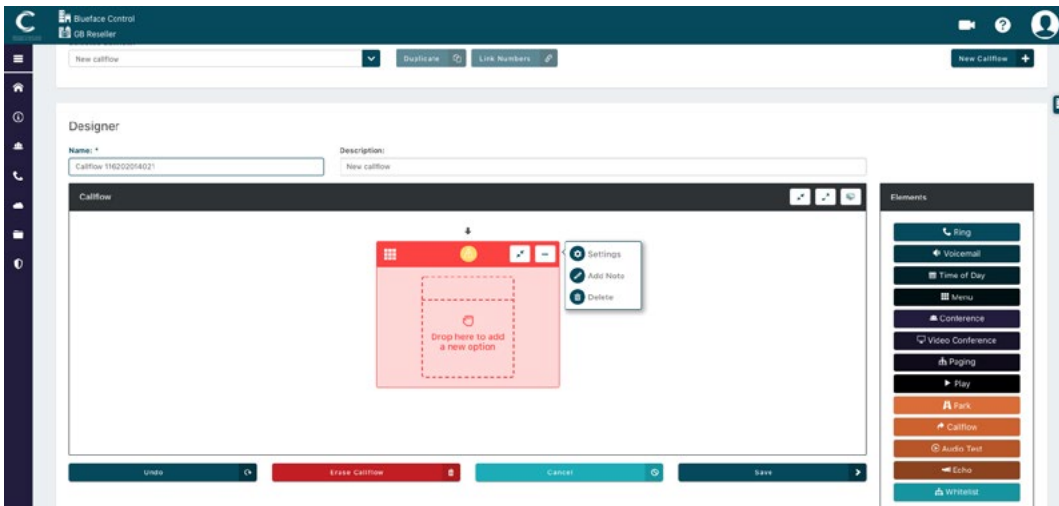 Blueface Control
GB Reseller
New callflow
Duplicate
Link Numbers
New Callflow
Designer
Name: *
Description:
Callflow 116202014021
New callflow
Callflow
Elements
Settings
Add Note
Delete
Drop here to add
a new option
Ring
Voicemail
Time of Day
Menu
Conference
Video Conference
Paging
Play
Park
Callflow
Audio Test
Echo
Whitelist
Undo
Erase Callflow
Cancel
Save